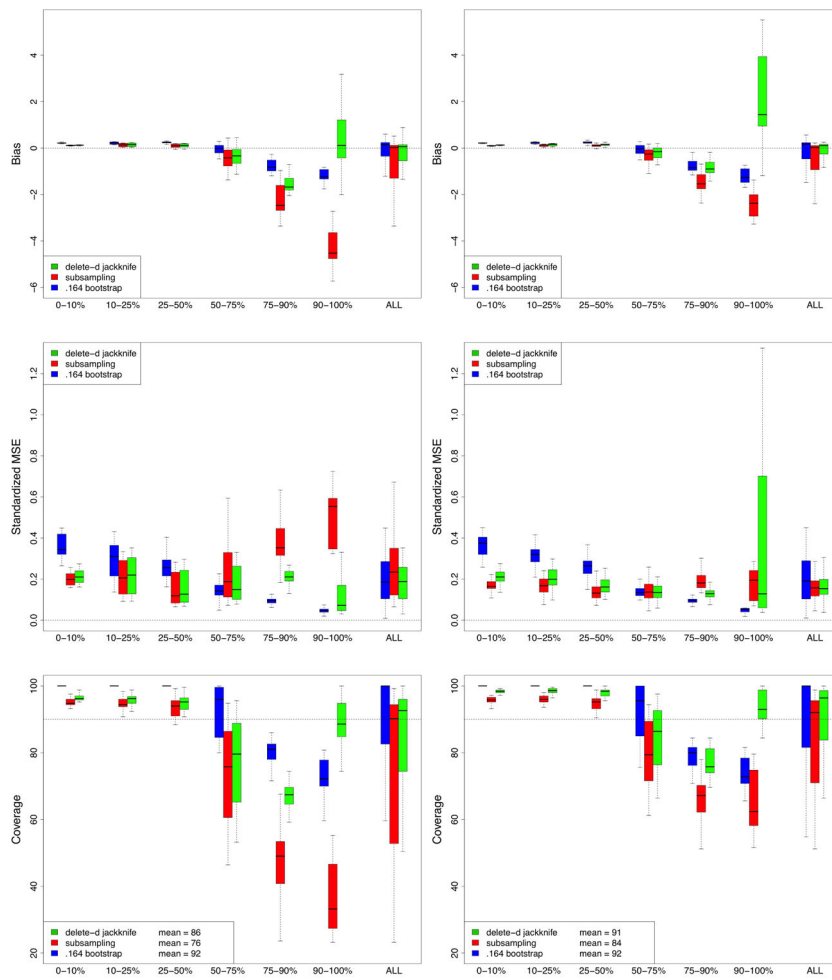 4
2
0
−2
−4
−6
Bias
delete−d jackknife
subsampling
.164 bootstrap
0−10% 10−25% 25−50% 50−75% 75−90% 90−100% ALL
4
2
0
−2
−4
−6
Bias
delete−d jackknife
subsampling
.164 bootstrap
0−10% 10−25% 25−50% 50−75% 75−90% 90−100% ALL
1.2
1.0
0.8
0.6
0.4
0.2
0.0
Standardized MSE
delete−d jackknife
subsampling
.164 bootstrap
0−10% 10−25% 25−50% 50−75% 75−90% 90−100% ALL
1.2
1.0
0.8
0.6
0.4
0.2
0.0
Standardized MSE
delete−d jackknife
subsampling
.164 bootstrap
0−10% 10−25% 25−50% 50−75% 75−90% 90−100% ALL
100
80
60
40
20
Coverage
delete−d jackknife mean = 86
subsampling mean = 76
.164 bootstrap mean = 92
0−10% 10−25% 25−50% 50−75% 75−90% 90−100% ALL
100
80
60
40
20
Coverage
delete−d jackknife mean = 91
subsampling mean = 84
.164 bootstrap mean = 92
0−10% 10−25% 25−50% 50−75% 75−90% 90−100% ALL